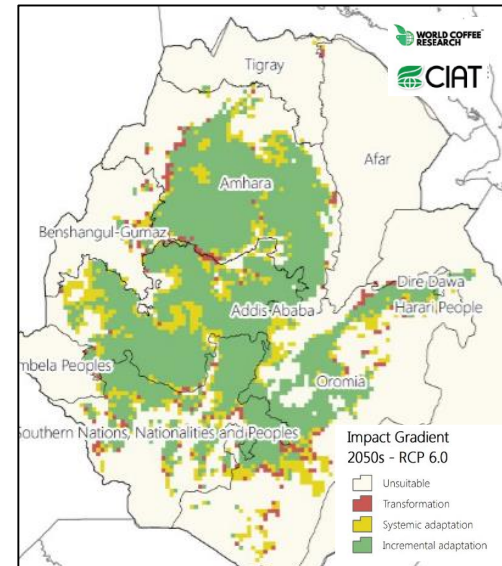 WORLD COFFEE
RESEARCH
CIAT
Tigray
Afar
Amhara
Benshangul-Gumaz
Dire Dawa
Addis Ababa
Harari People
mbela Peoples
Oromia
Southern Nations, Nationalities and Peoples
Impact Gradient
2050s - RCP 6.0
Unsuitable
Transformation
Systemic adaptation
Incremental adaptation